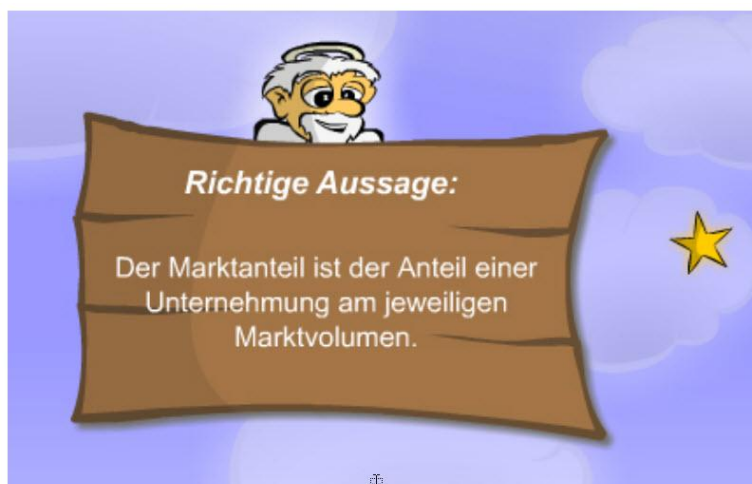 Richtige Aussage:
Der Marktanteil ist der Anteil einer
Unternehmung am jeweiligen
Marktvolumen.